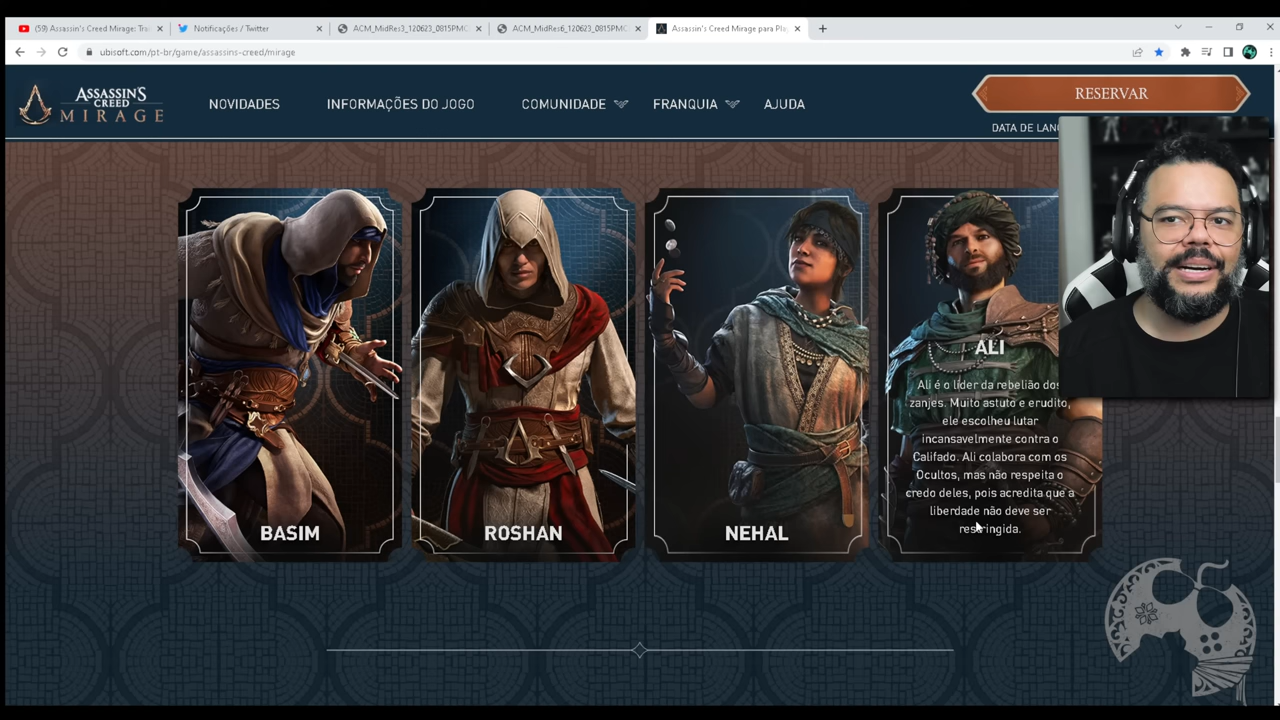 (59) Assassin's Creed Mirage: Tra
Notificações / Twitter
ACM_MidRes3_120623_0815PMC
ACM_MidRes6_120623_0815PMC
Assassin's Creed Mirage para Pla
ubisoft.com/pt-br/game/assassins-creed/mirage
ASSASSIN'S
CREED
MIRAGE
NOVIDADES
INFORMAÇÕES DO JOGO
COMUNIDADE
FRANQUIA
AJUDA
RESERVAR
DATA DE LANÇ
BASIM
ROSHAN
NEHAL
ALI
Ali é o líder da rebelião dos
zanjes. Muito astuto e erudito,
ele escolheu lutar
incansavelmente contra o
Califado. Ali colabora com os
Ocultos, mas não respeita o
credo deles, pois acredita que a
liberdade não deve ser
restringida.